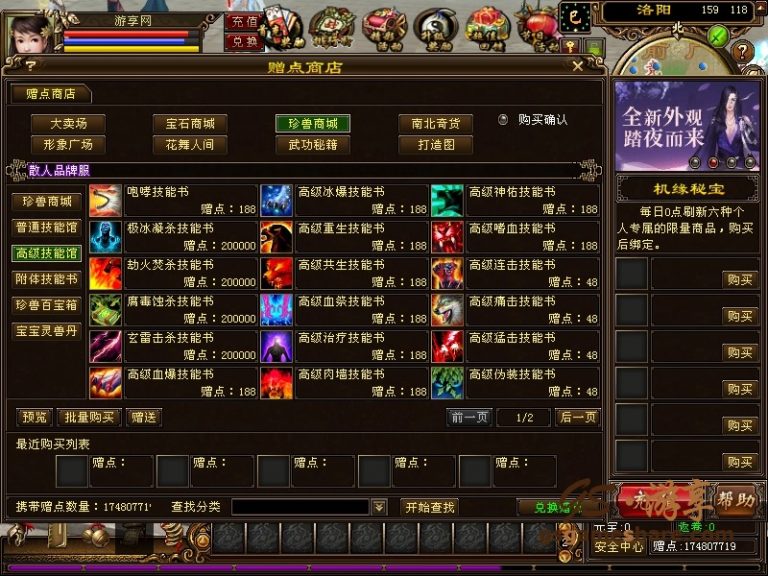 游享网
充值
兑换
洛阳 159 118
北
赠点商店
赠点商店
大卖场 宝石商城 珍兽商城 南北奇货 购买确认
形象广场 花舞人间 武功秘籍 打造图
散人品牌服
珍兽商城
普通技能馆
高级技能馆
附体技能书
珍兽百宝箱
宝宝灵兽丹
咆哮技能书 高级冰爆技能书 高级神佑技能书
赠点：188 赠点：188 赠点：188
极冰凝杀技能书 高级重生技能书 高级嗜血技能书
赠点：200000 赠点：188 赠点：188
劫火焚杀技能书 高级共生技能书 高级连击技能书
赠点：200000 赠点：188 赠点：48
腐毒蚀杀技能书 高级血祭技能书 高级痛击技能书
赠点：200000 赠点：188 赠点：48
玄雷击杀技能书 高级治疗技能书 高级猛击技能书
赠点：200000 赠点：188 赠点：48
高级血爆技能书 高级肉墙技能书 高级伪装技能书
赠点：188 赠点：188 赠点：48
预览 批量购买 赠送 前一页 1/2 后一页
最近购买列表
赠点： 赠点： 赠点： 赠点： 赠点：
携带赠点数量：17480771 查找分类 开始查找 兑换赠点
全新外观
踏夜而来
机缘秘宝
每日0点刷新六种个
人专属的限量商品，购买
后绑定。
购买
购买
购买
购买
购买
购买
游享
帮助
元宝:0
安全中心 赠点:174807719